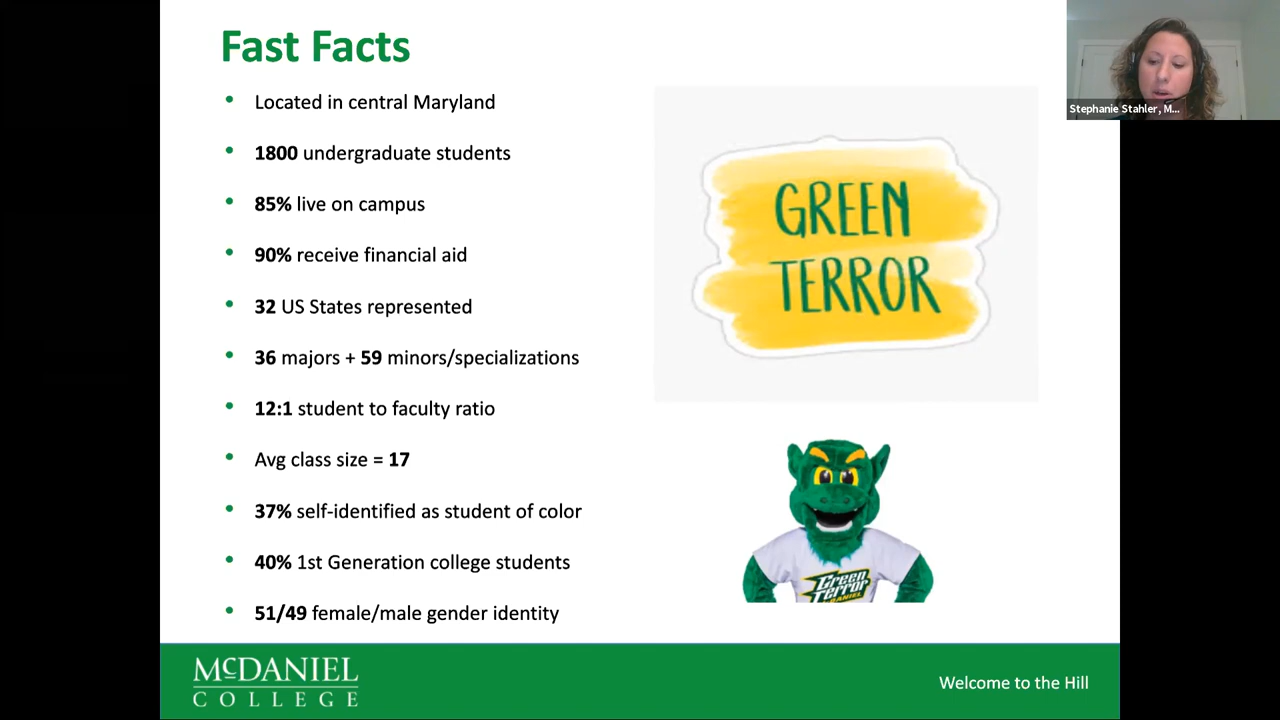 Fast Facts
Located in central Maryland
1800 undergraduate students
85% live on campus
90% receive financial aid
32 US States represented
36 majors + 59 minors/specializations
12:1 student to faculty ratio
Avg class size = 17
37% self-identified as student of color
40% 1st Generation college students
51/49 female/male gender identity
GREEN
TERROR
Green
Terror
DANIEL
Stephanie Stahler, M...
McDANIEL
COLLEGE
Welcome to the Hill